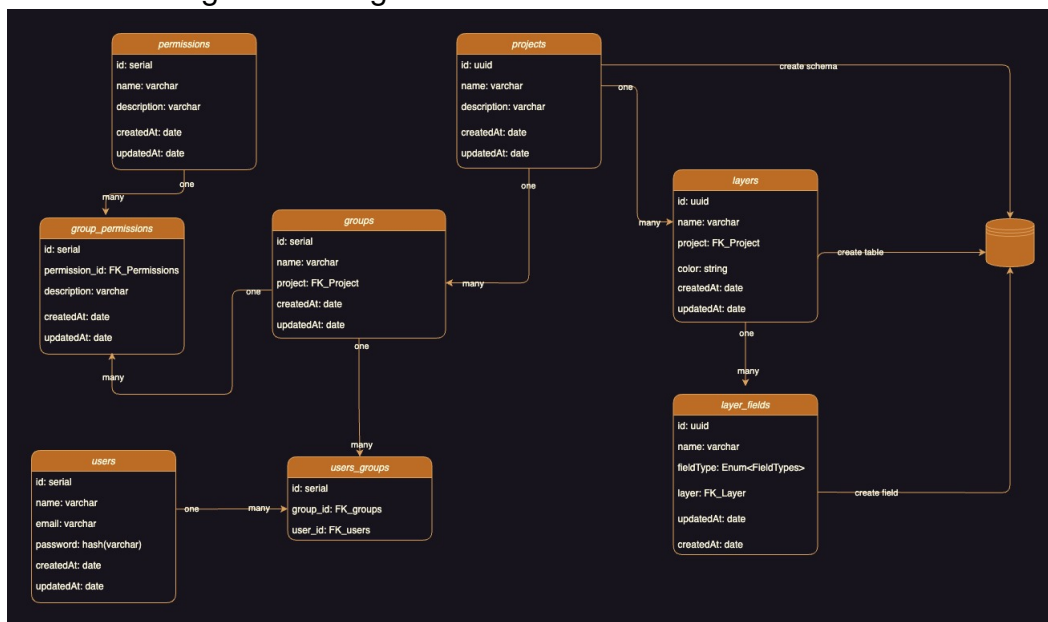 permissions
id: serial
name: varchar
description: varchar
createdAt: date
updatedAt: date
one
many
group_permissions
id: serial
permission_id: FK_Permissions
description: varchar
createdAt: date
updatedAt: date
many
projects
id: uuid
name: varchar
description: varchar
createdAt: date
updatedAt: date
one
create schema
one
many
groups
id: serial
name: varchar
project: FK_Project
createdAt: date
updatedAt: date
many
one
one
many
layers
id: uuid
name: varchar
project: FK_Project
color: string
createdAt: date
updatedAt: date
create table
one
many
layer_fields
id: uuid
name: varchar
fieldType: Enum<FieldTypes>
layer: FK_Layer
updatedAt: date
createdAt: date
create field
users
id: serial
name: varchar
email: varchar
password: hash(varchar)
createdAt: date
updatedAt: date
one
many
users_groups
id: serial
group_id: FK_groups
user_id: FK_users